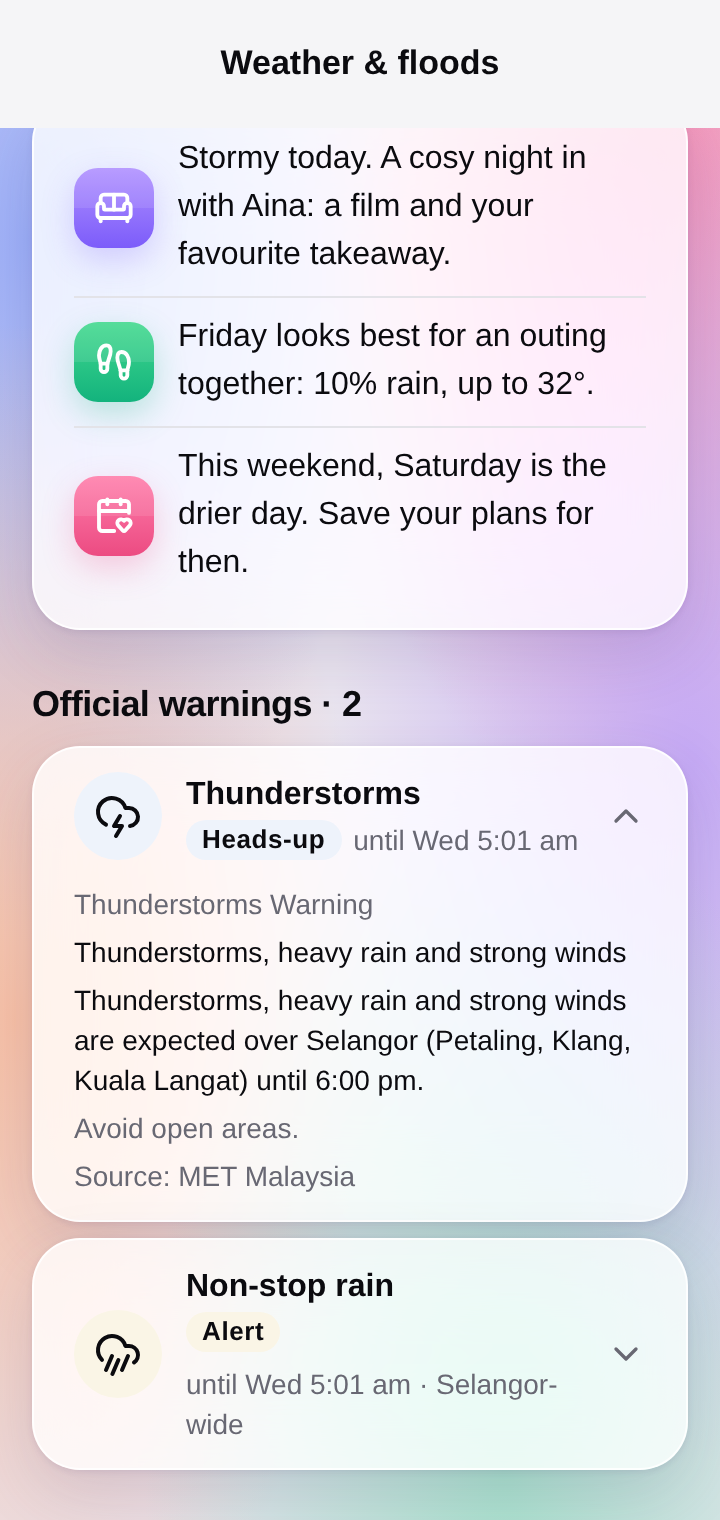 Weather & floods
Stormy today. A cosy night in
with Aina: a film and your
favourite takeaway.
Friday looks best for an outing
together: 10% rain, up to 32°.
This weekend, Saturday is the
drier day. Save your plans for
then.
Official warnings · 2
Thunderstorms
Heads-up until Wed 5:01 am
Thunderstorms Warning
Thunderstorms, heavy rain and strong winds
Thunderstorms, heavy rain and strong winds
are expected over Selangor (Petaling, Klang,
Kuala Langat) until 6:00 pm.
Avoid open areas.
Source: MET Malaysia
Non-stop rain
Alert
until Wed 5:01 am · Selangor-
wide